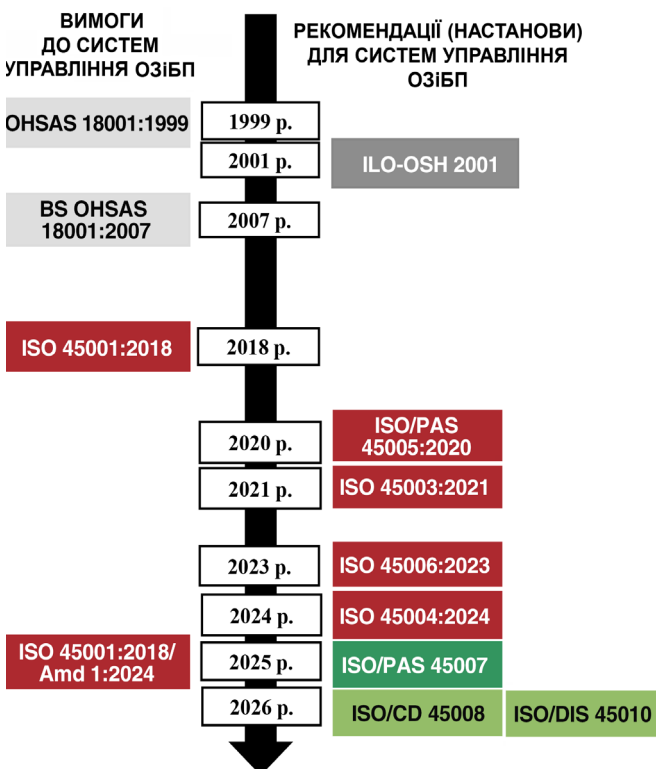 ВИМОГИ
ДО СИСТЕМ
УПРАВЛІННЯ ОЗіБП
РЕКОМЕНДАЦІЇ (НАСТАНОВИ)
ДЛЯ СИСТЕМ УПРАВЛІННЯ
ОЗіБП
OHSAS 18001:1999
1999 р.
2001 р.
ILO-OSH 2001
BS OHSAS
18001:2007
2007 р.
ISO 45001:2018
2018 р.
2020 р.
ISO/PAS
45005:2020
2021 р.
ISO 45003:2021
2023 р.
ISO 45006:2023
2024 р.
ISO 45004:2024
ISO 45001:2018/
Amd 1:2024
2025 р.
ISO/PAS 45007
2026 р.
ISO/CD 45008
ISO/DIS 45010